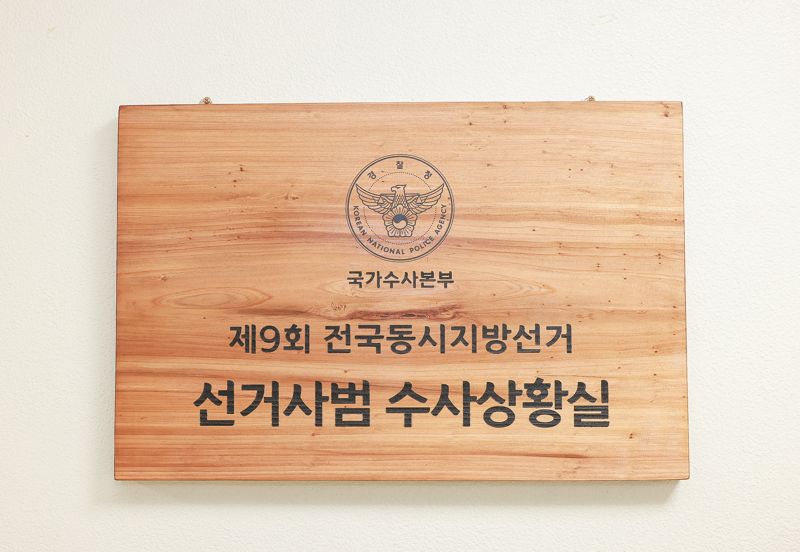 경찰청
KOREAN NATIONAL POLICE AGENCY
국가수사본부
제9회 전국동시지방선거
선거사범 수사상황실